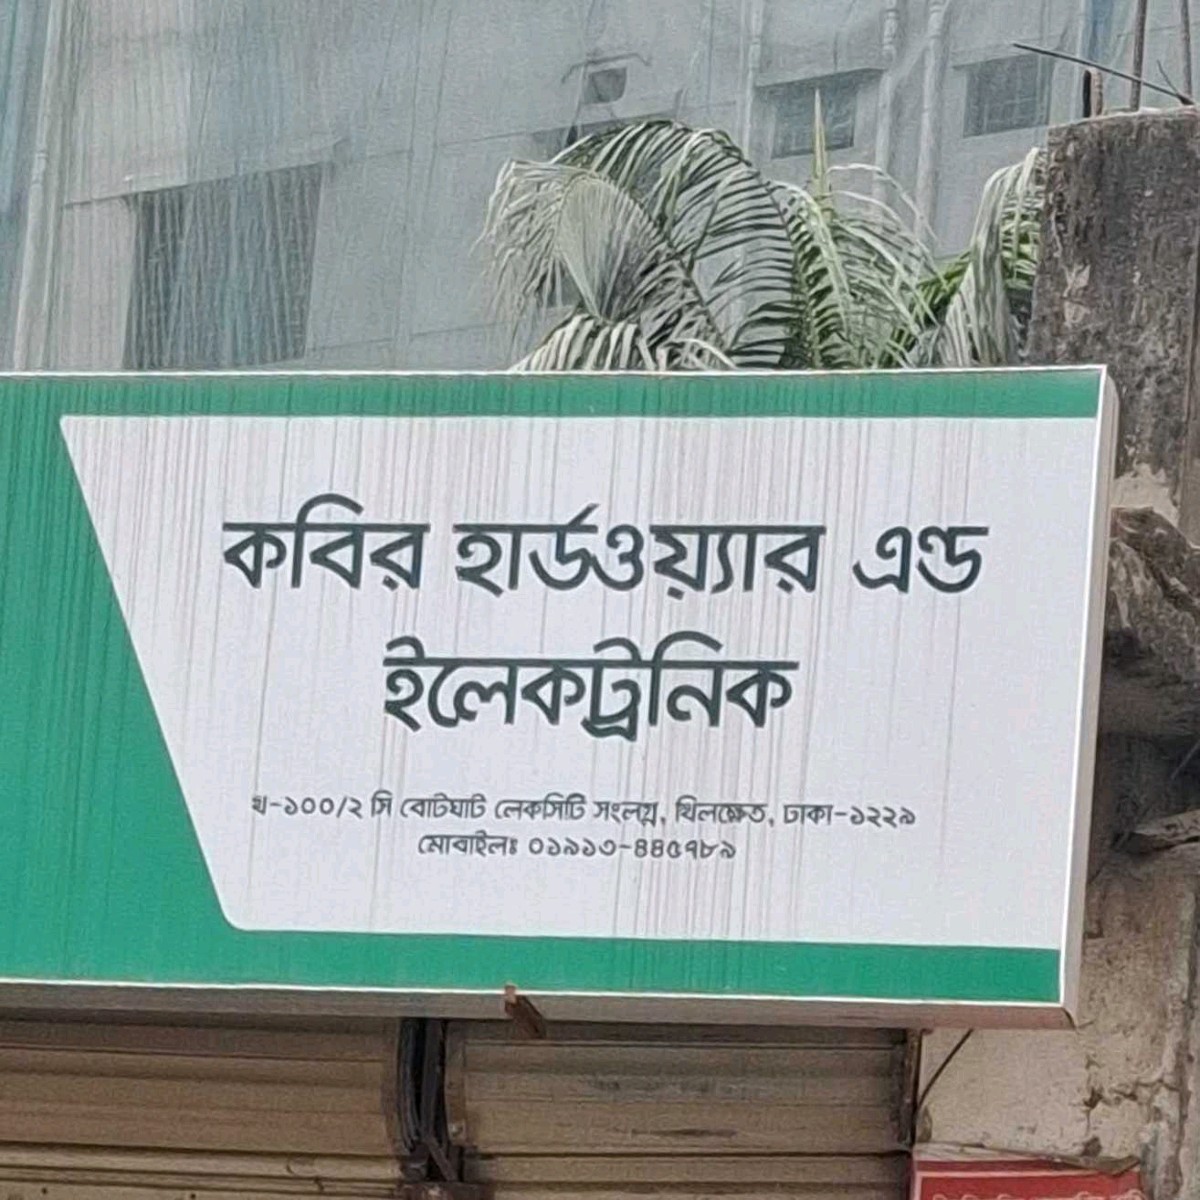 কবির হার্ডওয়্যার এন্ড
ইলেকট্রনিক
খ-১০০/২ সি বোটঘাট লেকসিটি সংলগ্ন, খিলক্ষেত, ঢাকা-১২২৯
মোবাইলঃ ০১৯১৩-৪৪৫৭৮৯